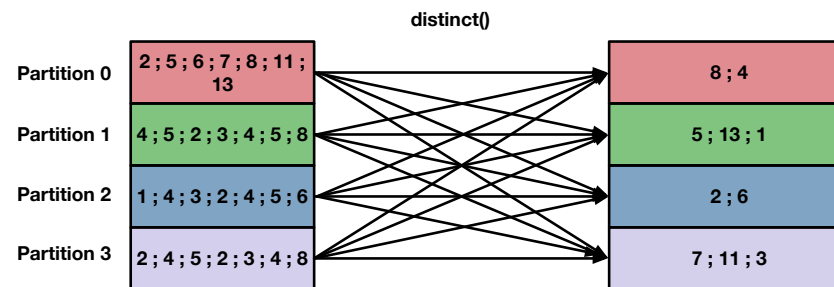 distinct()
Partition 0
2 ; 5 ; 6 ; 7 ; 8 ; 11 ;
13
8 ; 4
Partition 1
4 ; 5 ; 2 ; 3 ; 4 ; 5 ; 8
5 ; 13 ; 1
Partition 2
1 ; 4 ; 3 ; 2 ; 4 ; 5 ; 6
2 ; 6
Partition 3
2 ; 4 ; 5 ; 2 ; 3 ; 4 ; 8
7 ; 11 ; 3